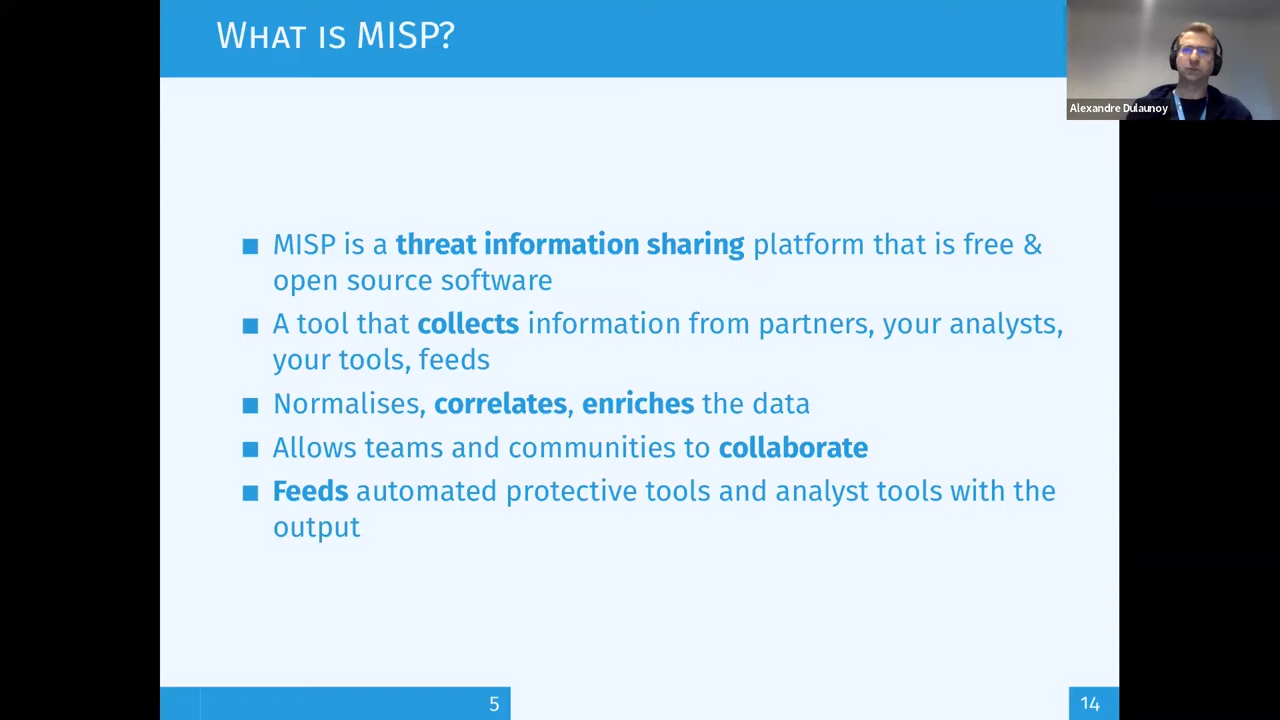 WHAT IS MISP?
Alexandre Dulaunoy
■ MISP is a threat information sharing platform that is free &
open source software
■ A tool that collects information from partners, your analysts,
your tools, feeds
■ Normalises, correlates, enriches the data
■ Allows teams and communities to collaborate
■ Feeds automated protective tools and analyst tools with the
output
5
14